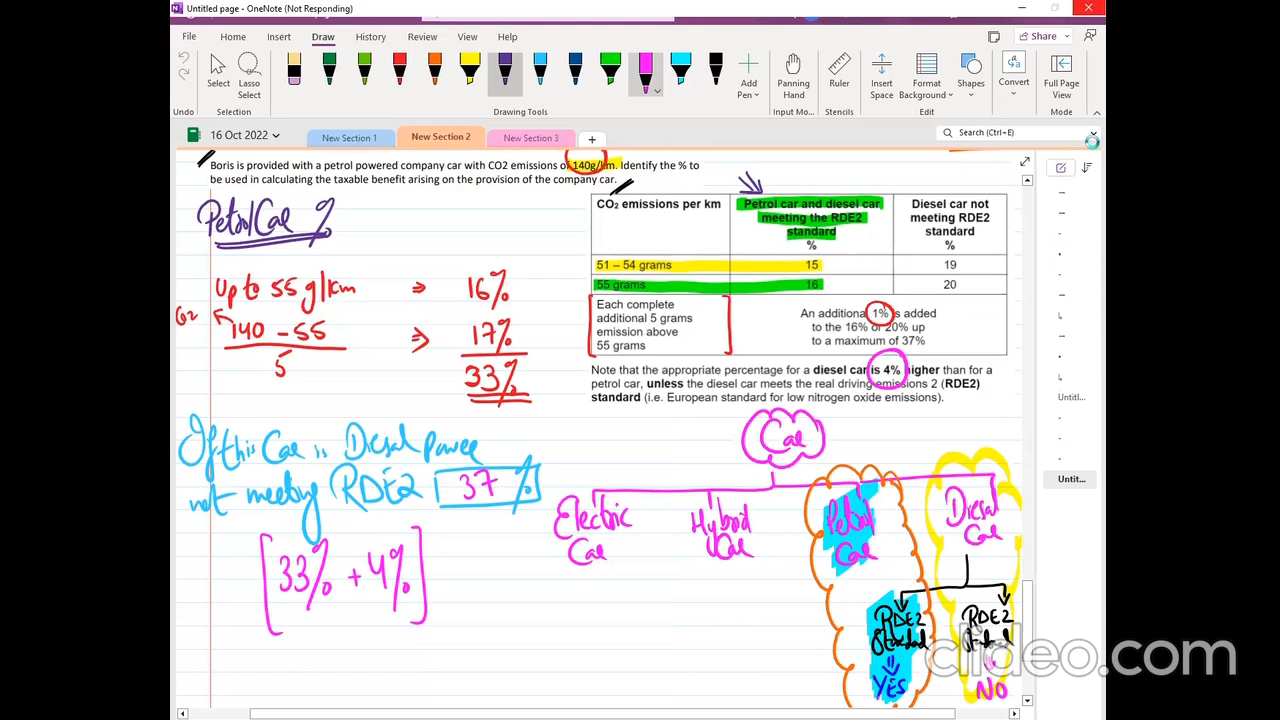 Untitled page - OneNote (Not Responding)
File Home Insert Draw History Review View Help
Share
Undo
Select
Lasso Select
Add Pen
Panning Hand
Ruler
Insert Space
Format Background
Shapes
Convert
Full Page View
Undo Selection Drawing Tools Input Mo... Stencils Edit Mode
16 Oct 2022 New Section 1 New Section 2 New Section 3 +
Search (Ctrl+E)
Boris is provided with a petrol powered company car with CO2 emissions of 140g/km. Identify the % to
be used in calculating the taxable benefit arising on the provision of the company car.
Petrol Car %
Up to 55 g/km ⇒ 16%
140 - 55 ⇒ 17%
5
33%
CO2 emissions per km
Petrol car and diesel car
meeting the RDE2
standard
%
Diesel car not
meeting RDE2
standard
%
51 – 54 grams 15 19
55 grams 16 20
Each complete
additional 5 grams
emission above
55 grams
An additional 1% is added
to the 16% or 20% up
to a maximum of 37%
Note that the appropriate percentage for a diesel car is 4% higher than for a
petrol car, unless the diesel car meets the real driving emissions 2 (RDE2)
standard (i.e. European standard for low nitrogen oxide emissions).
If this Car is Diesal Power
not meeting RDE2 37 %
[33% + 4%]
Car
Electric Car
Hybrid Car
Petrol Car
Diesal Car
RDE2
Standard
YES
RDE2
NO
Untitl...
Untit...
clideo.com